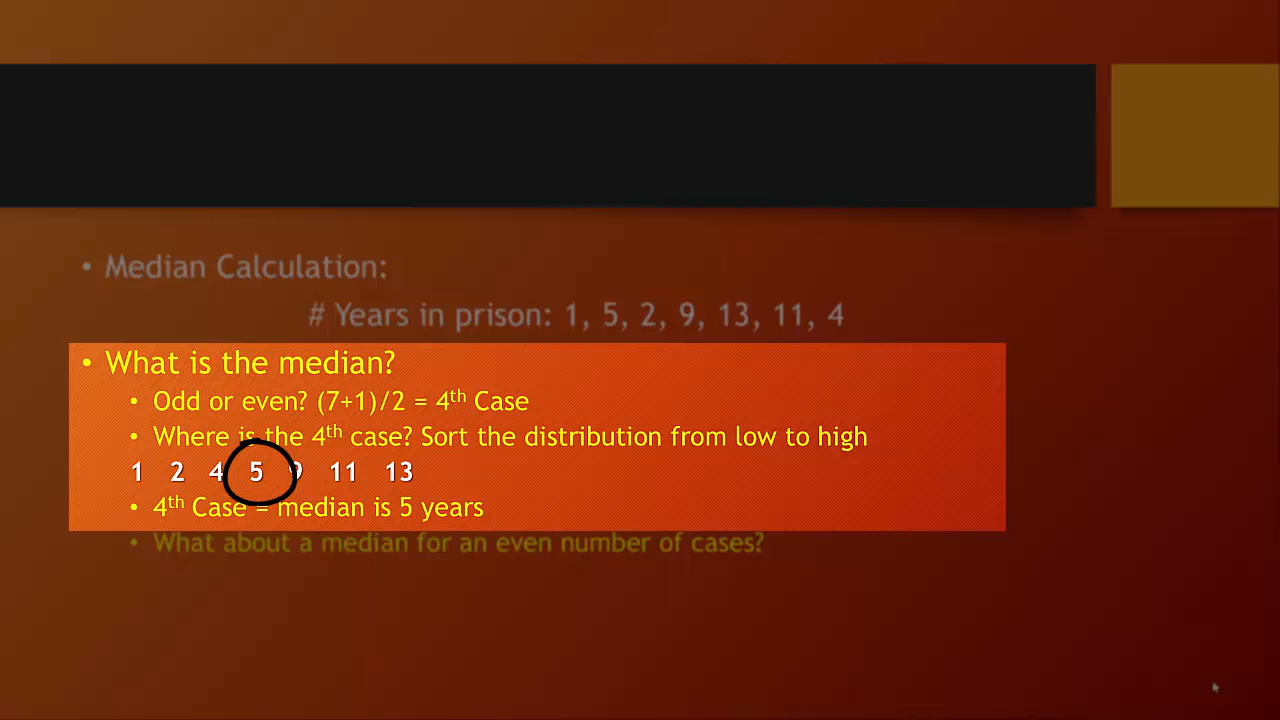 • Median Calculation:
# Years in prison: 1, 5, 2, 9, 13, 11, 4
• What is the median?
• Odd or even? (7+1)/2 = 4th Case
• Where is the 4th case? Sort the distribution from low to high
1 2 4 5 9 11 13
• 4th Case = median is 5 years
• What about a median for an even number of cases?